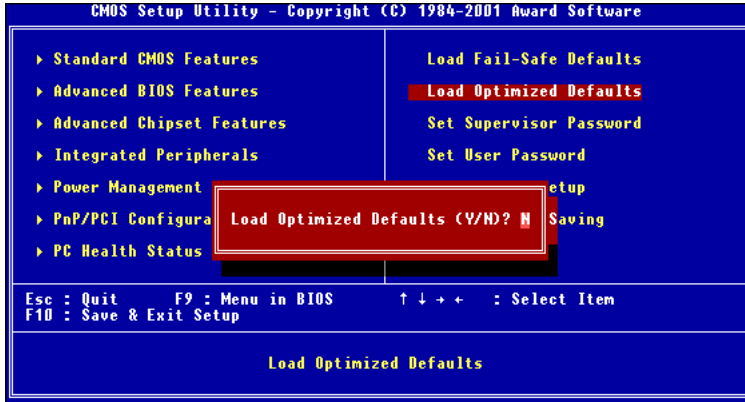 CMOS Setup Utility - Copyright (C) 1984-2001 Award Software
▸ Standard CMOS Features
▸ Advanced BIOS Features
▸ Advanced Chipset Features
▸ Integrated Peripherals
▸ Power Management
▸ PnP/PCI Configura
▸ PC Health Status
Load Fail-Safe Defaults
Load Optimized Defaults
Set Supervisor Password
Set User Password
etup
Saving
Load Optimized Defaults (Y/N)? N
Esc : Quit F9 : Menu in BIOS ↑ ↓ → ← : Select Item
F10 : Save & Exit Setup
Load Optimized Defaults